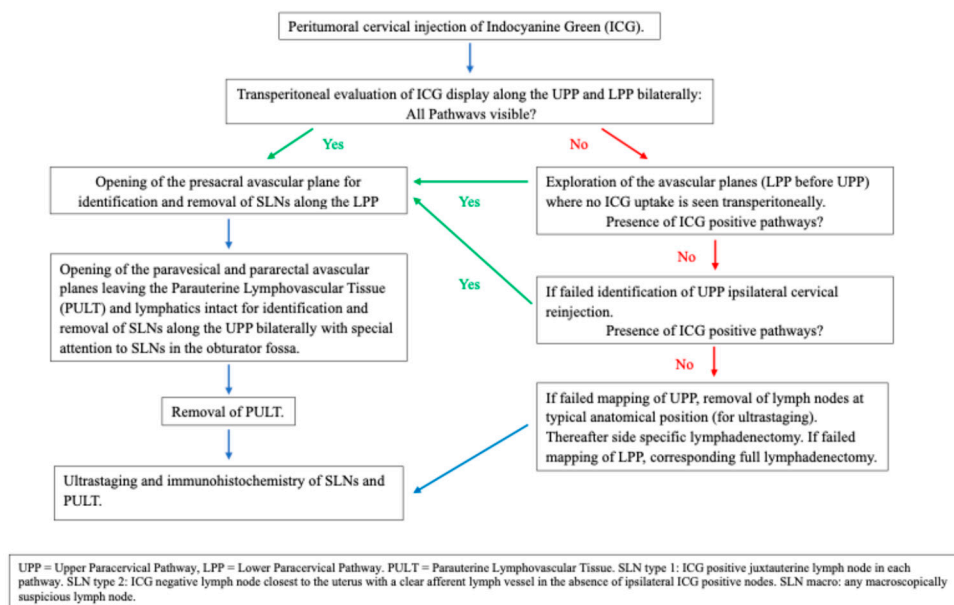 Peritumoral cervical injection of Indocyanine Green (ICG).
Transperitoneal evaluation of ICG display along the UPP and LPP bilaterally:
All Pathways visible?
Yes
No
Opening of the presacral avascular plane for
identification and removal of SLNs along the LPP
Yes
Exploration of the avascular planes (LPP before UPP)
where no ICG uptake is seen transperitoneally.
Presence of ICG positive pathways?
No
Opening of the paravesical and pararectal avascular
planes leaving the Parauterine Lymphovascular Tissue
(PULT) and lymphatics intact for identification and
removal of SLNs along the UPP bilaterally with special
attention to SLNs in the obturator fossa.
Yes
If failed identification of UPP ipsilateral cervical
reinjection.
Presence of ICG positive pathways?
No
Removal of PULT.
If failed mapping of UPP, removal of lymph nodes at
typical anatomical position (for ultrastaging).
Thereafter side specific lymphadenectomy. If failed
mapping of LPP, corresponding full lymphadenectomy.
Ultrastaging and immunohistochemistry of SLNs and
PULT.
UPP = Upper Paracervical Pathway, LPP = Lower Paracervical Pathway. PULT = Parauterine Lymphovascular Tissue. SLN type 1: ICG positive juxtauterine lymph node in each
pathway. SLN type 2: ICG negative lymph node closest to the uterus with a clear afferent lymph vessel in the absence of ipsilateral ICG positive nodes. SLN macro: any macroscopically
suspicious lymph node.